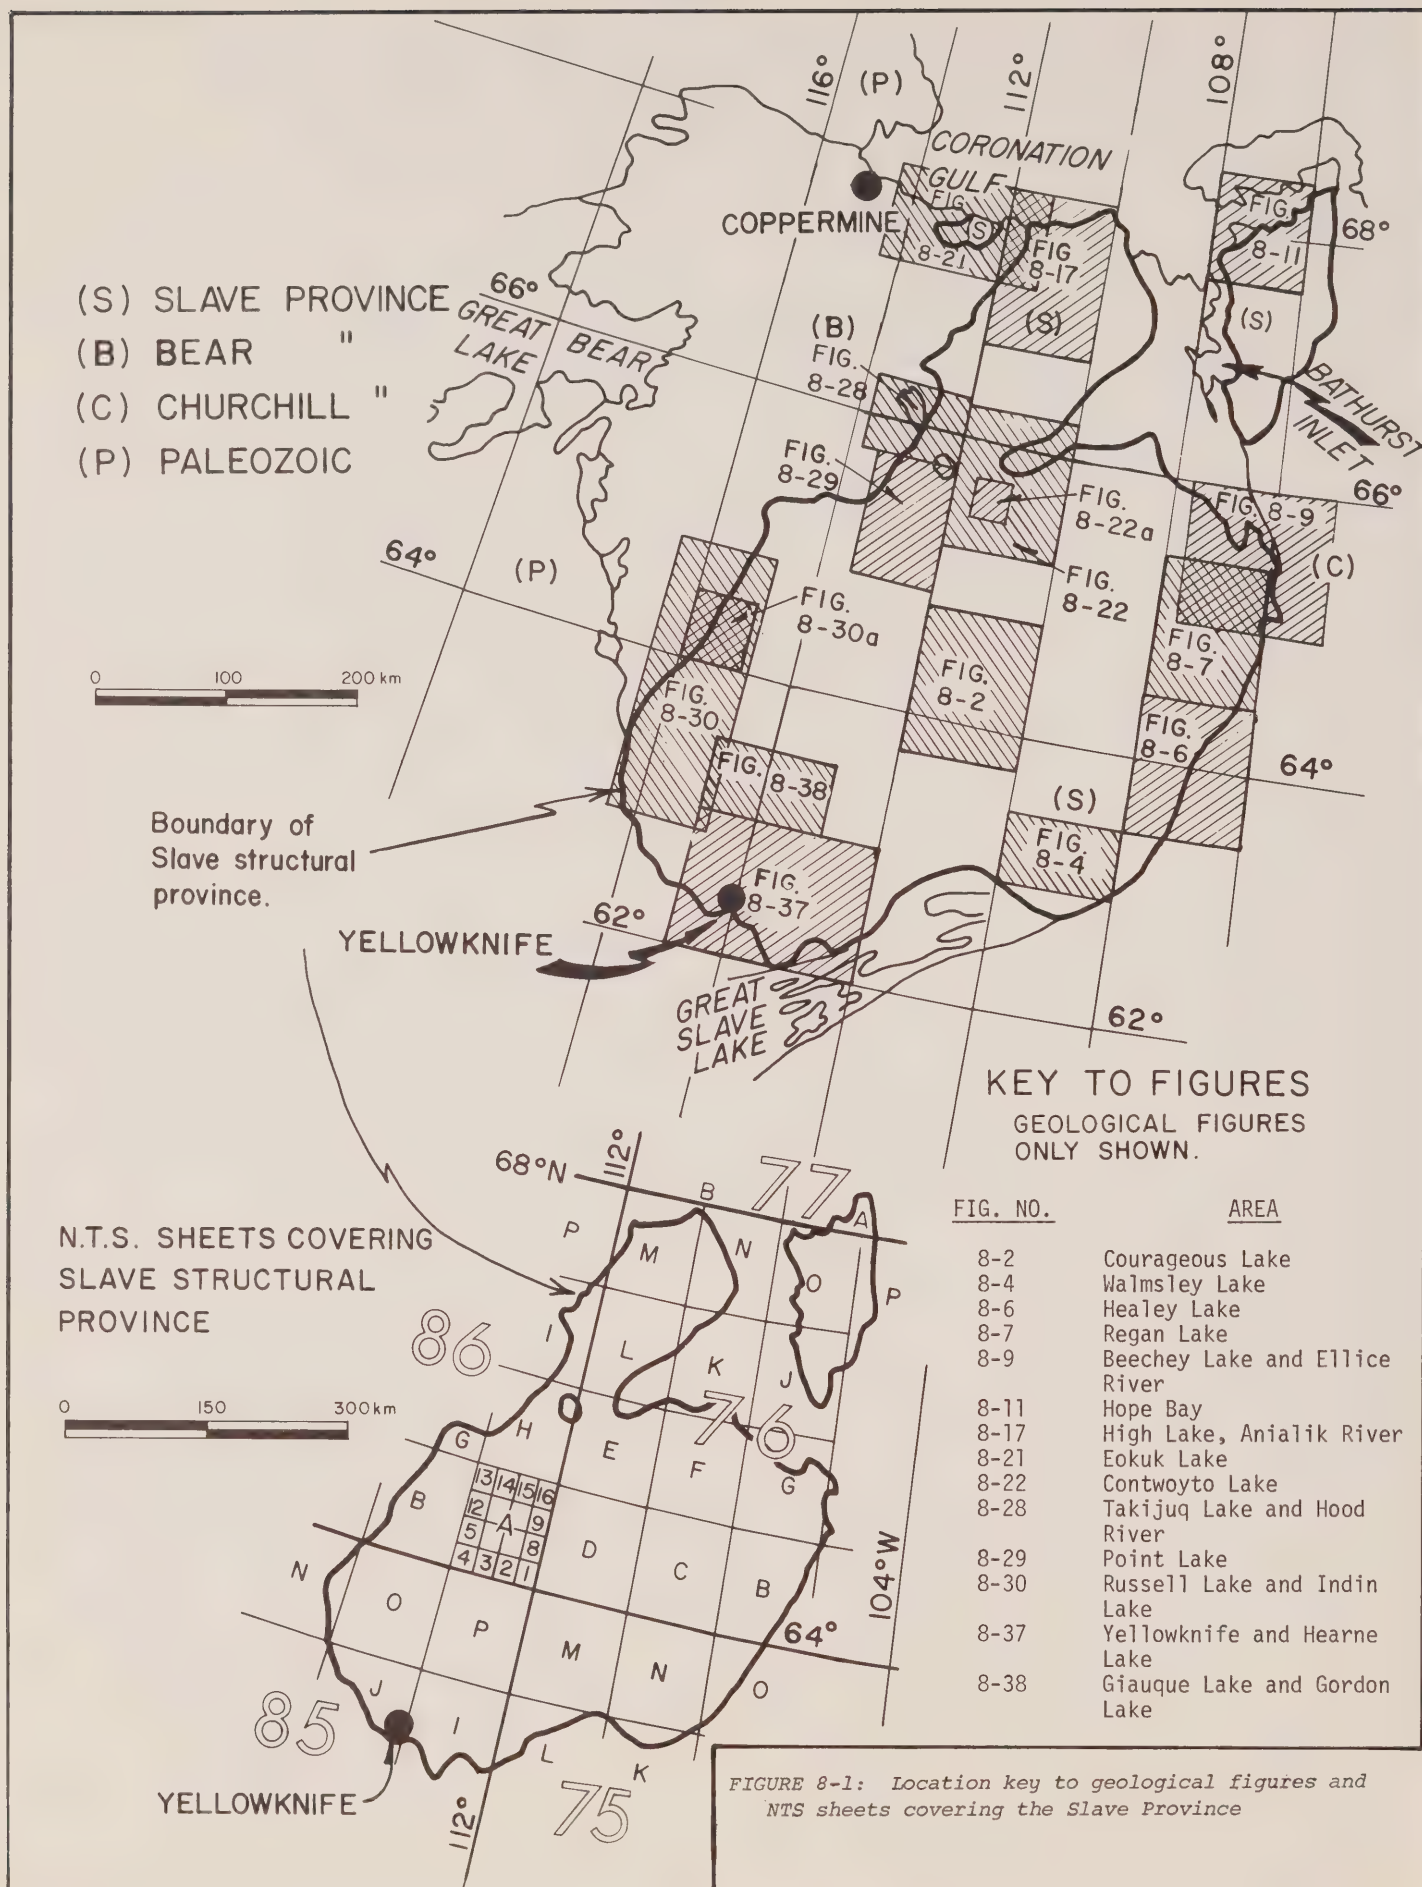 116°
(P)
112°
108°
CORONATION
GULF
COPPERMINE
FIG.
8-21
(S)
FIG
8-17
(S)
FIG.
8-11
68°
(S)
(S) SLAVE PROVINCE
(B) BEAR "
(C) CHURCHILL "
(P) PALEOZOIC
66°
GREAT BEAR
LAKE
(B)
FIG.
8-28
BATHURST
INLET
66°
FIG.
8-29
FIG.
8-22a
FIG. 8-9
(C)
64°
(P)
FIG.
8-22
FIG.
8-30a
FIG.
8-7
FIG.
8-2
0 100 200 km
FIG.
8-30
FIG.
8-6
64°
FIG. 8-38
(S)
FIG.
8-4
Boundary of
Slave structural
province.
FIG.
8-37
62°
YELLOWKNIFE
GREAT
SLAVE
LAKE
62°
KEY TO FIGURES
GEOLOGICAL FIGURES
ONLY SHOWN.
FIG. NO. AREA
8-2 Courageous Lake
8-4 Walmsley Lake
8-6 Healey Lake
8-7 Regan Lake
8-9 Beechey Lake and Ellice
River
8-11 Hope Bay
8-17 High Lake, Anialik River
8-21 Eokuk Lake
8-22 Contwoyto Lake
8-28 Takijuq Lake and Hood
River
8-29 Point Lake
8-30 Russell Lake and Indin
Lake
8-37 Yellowknife and Hearne
Lake
8-38 Giauque Lake and Gordon
Lake
N.T.S. SHEETS COVERING
SLAVE STRUCTURAL
PROVINCE
0 150 300 km
68°N
112°
77
P
M
B
N
A
O
P
86
I
L
K
J
76
G
H
E
F
G
B
13 14 15 16
12 A 9
5 8
4 3 2 1
D
C
B
104°W
N
O
P
M
N
O
64°
85
J
I
L
K
75
YELLOWKNIFE
112°
FIGURE 8-1: Location key to geological figures and
NTS sheets covering the Slave Province